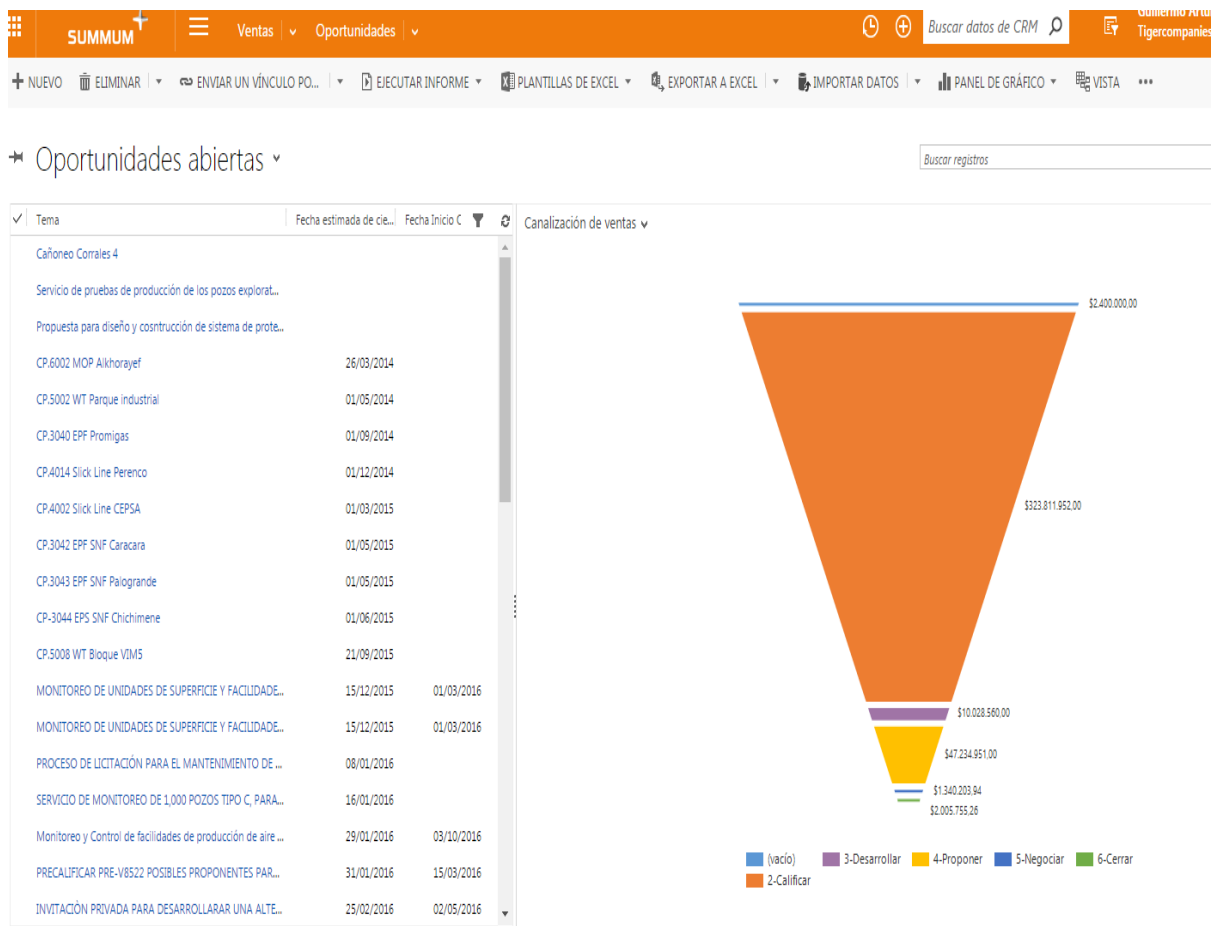 SUMMUM
Ventas Oportunidades
Buscar datos de CRM
Guillermo Artu
Tigercompanies
NUEVO ELIMINAR ENVIAR UN VÍNCULO PO... EJECUTAR INFORME PLANTILLAS DE EXCEL EXPORTAR A EXCEL IMPORTAR DATOS PANEL DE GRÁFICO VISTA ...
Oportunidades abiertas
Buscar registros
Tema Fecha estimada de cie... Fecha Inicio C
Cañoneo Corrales 4
Servicio de pruebas de producción de los pozos explorat...
Propuesta para diseño y cosntrucción de sistema de prote...
CP.6002 MOP Alkhorayef 26/03/2014
CP.5002 WT Parque industrial 01/05/2014
CP.3040 EPF Promigas 01/09/2014
CP.4014 Slick Line Perenco 01/12/2014
CP.4002 Slick Line CEPSA 01/03/2015
CP.3042 EPF SNF Caracara 01/05/2015
CP.3043 EPF SNF Palogrande 01/05/2015
CP-3044 EPS SNF Chichimene 01/06/2015
CP.5008 WT Bloque VIM5 21/09/2015
MONITOREO DE UNIDADES DE SUPERFICIE Y FACILIDADE... 15/12/2015 01/03/2016
MONITOREO DE UNIDADES DE SUPERFICIE Y FACILIDADE... 15/12/2015 01/03/2016
PROCESO DE LICITACIÓN PARA EL MANTENIMIENTO DE ... 08/01/2016
SERVICIO DE MONITOREO DE 1,000 POZOS TIPO C, PARA... 16/01/2016
Monitoreo y Control de facilidades de producción de aire ... 29/01/2016 03/10/2016
PRECALIFICAR PRE-V8522 POSIBLES PROPONENTES PAR... 31/01/2016 15/03/2016
INVITACIÓN PRIVADA PARA DESARROLLARAR UNA ALTE... 25/02/2016 02/05/2016
Canalización de ventas
$2.400.000,00
$323.811.952,00
$10.028.560,00
$47.234.951,00
$1.340.203,94
$2.005.755,26
(vacío) 3-Desarrollar 4-Proponer 5-Negociar 6-Cerrar
2-Calificar